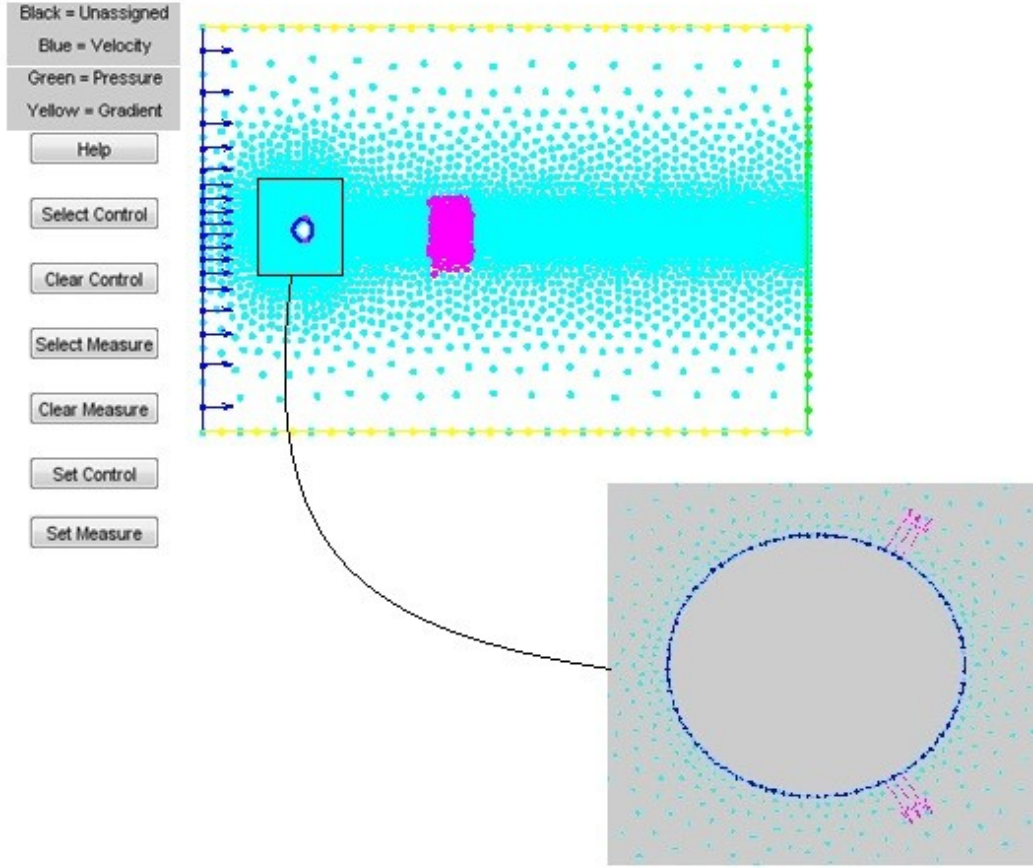 Black = Unassigned
Blue = Velocity
Green = Pressure
Yellow = Gradient
Help
Select Control
Clear Control
Select Measure
Clear Measure
Set Control
Set Measure